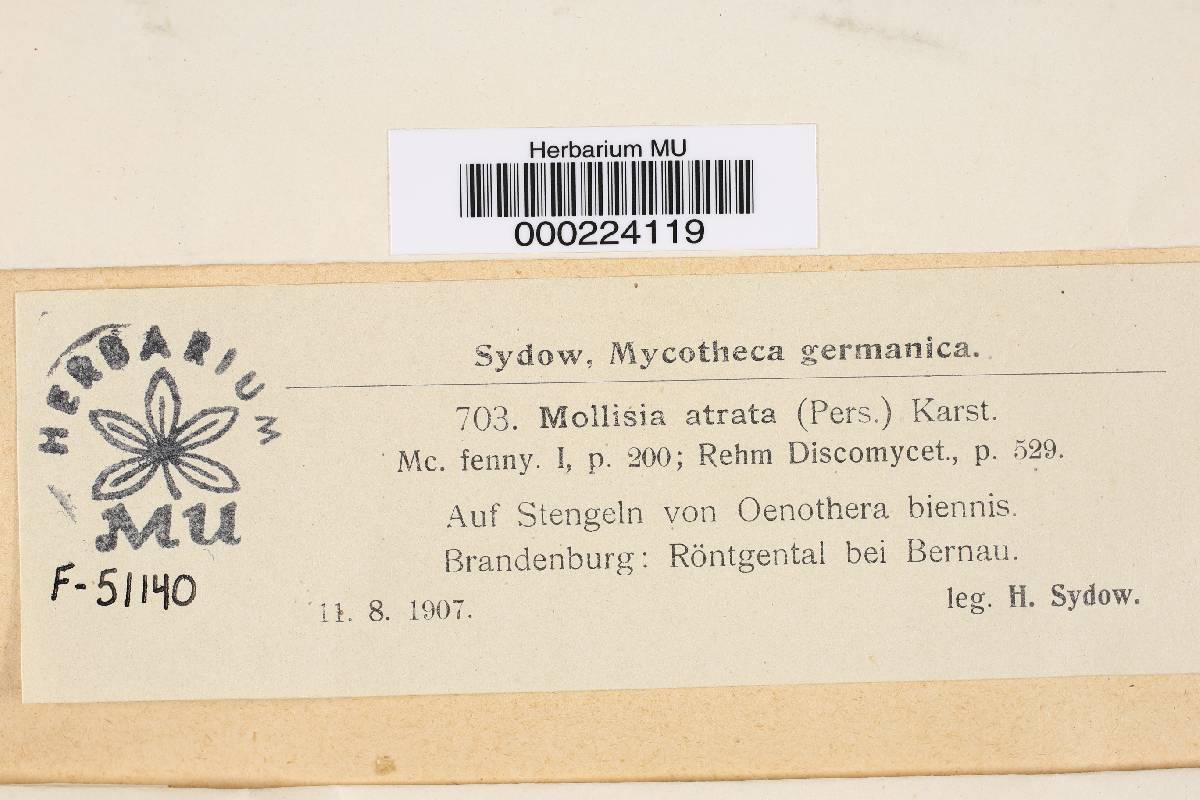 Herbarium MU
000224119
HERBARIUM
MU
F-51140
Sydow, Mycotheca germanica.
703. Mollisia atrata (Pers.) Karst.
Mc. fenny. I, p. 200; Rehm Discomycet., p. 529.
Auf Stengeln von Oenothera biennis.
Brandenburg: Röntgental bei Bernau.
11. 8. 1907.
leg. H. Sydow.